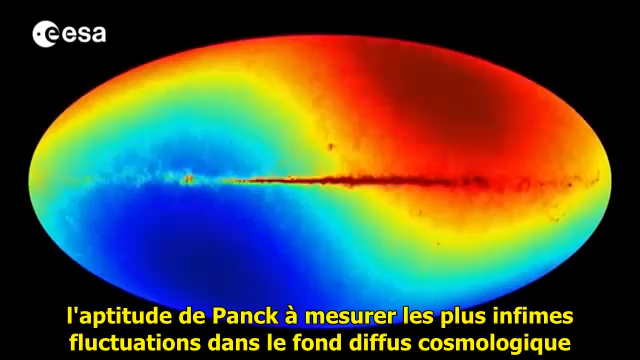 esa
l'aptitude de Panck à mesurer les plus infimes
fluctuations dans le fond diffus cosmologique